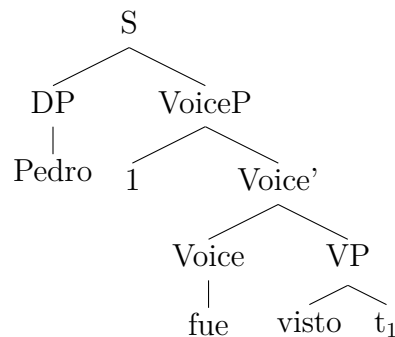 S
DP VoiceP
Pedro 1 Voice'
Voice VP
fue visto t₁